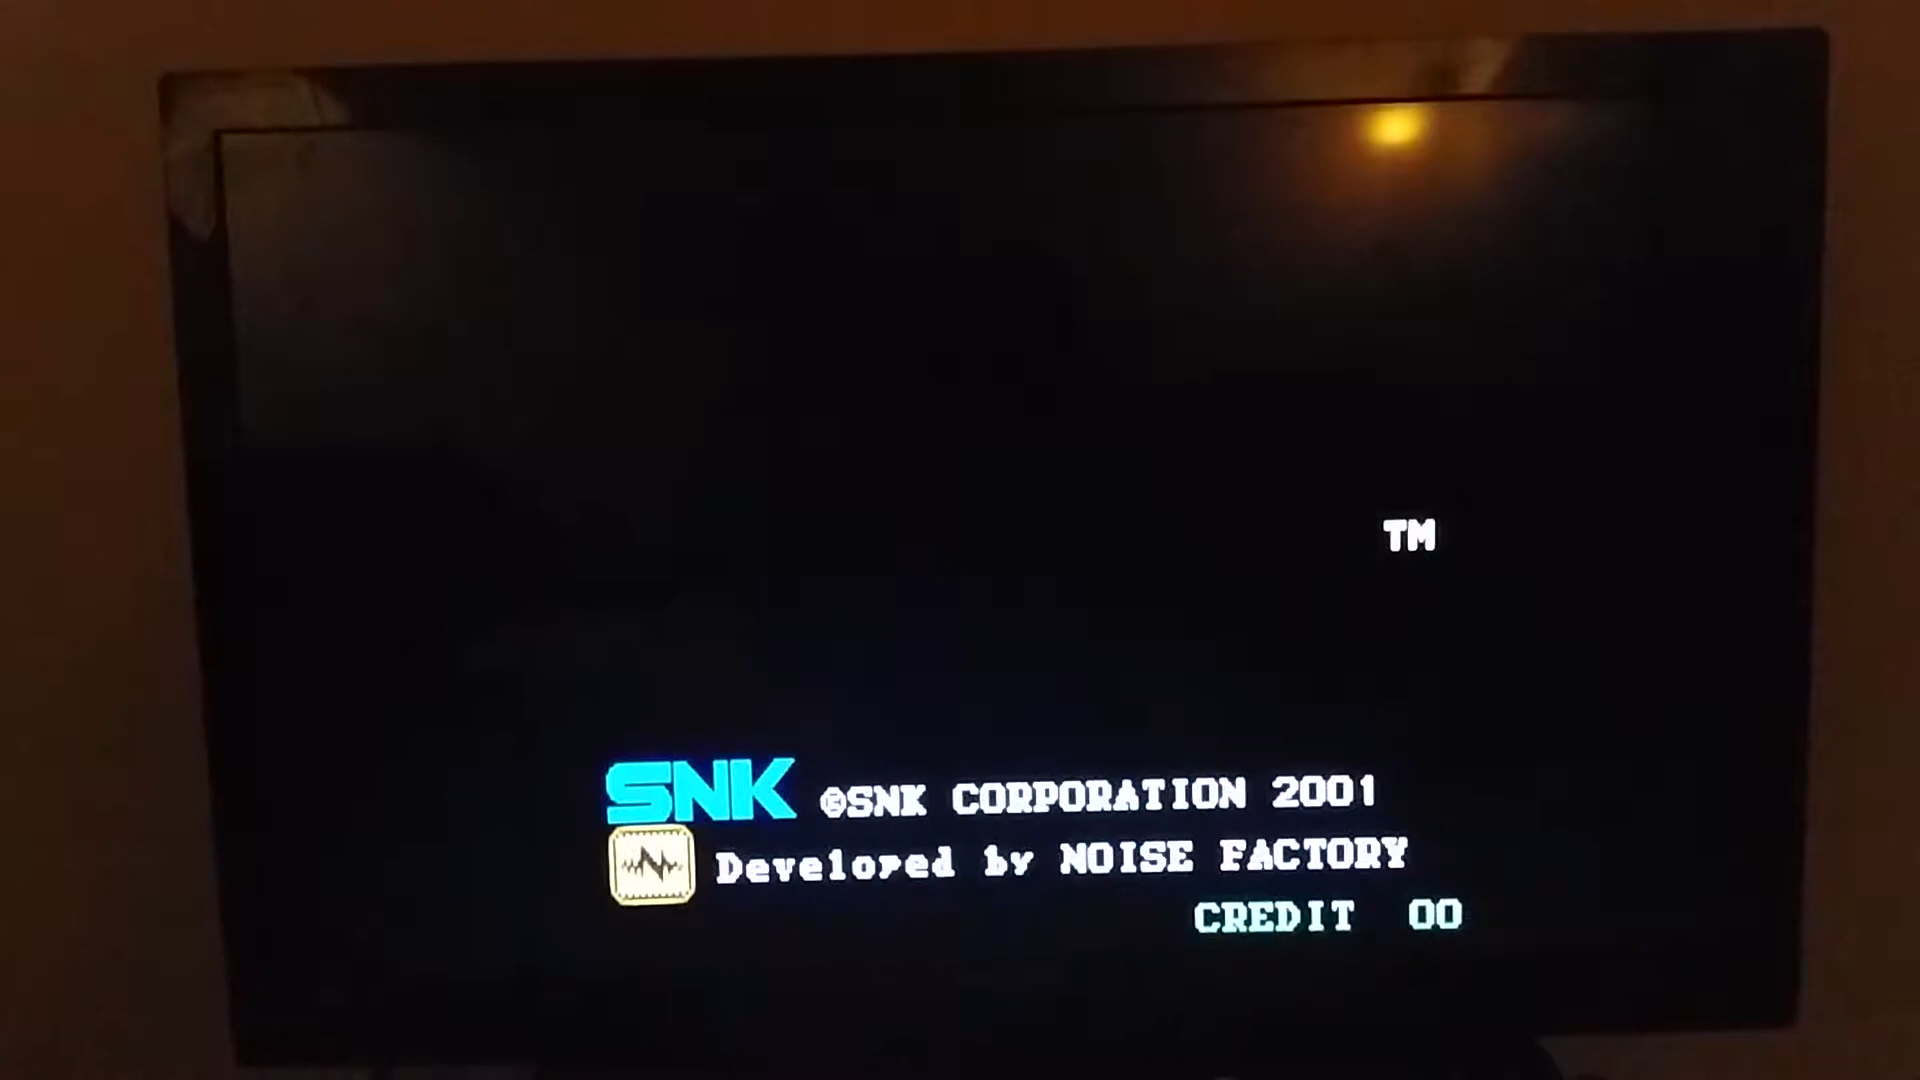 TM
SNK ©SNK CORPORATION 2001
Developed by NOISE FACTORY
CREDIT 00